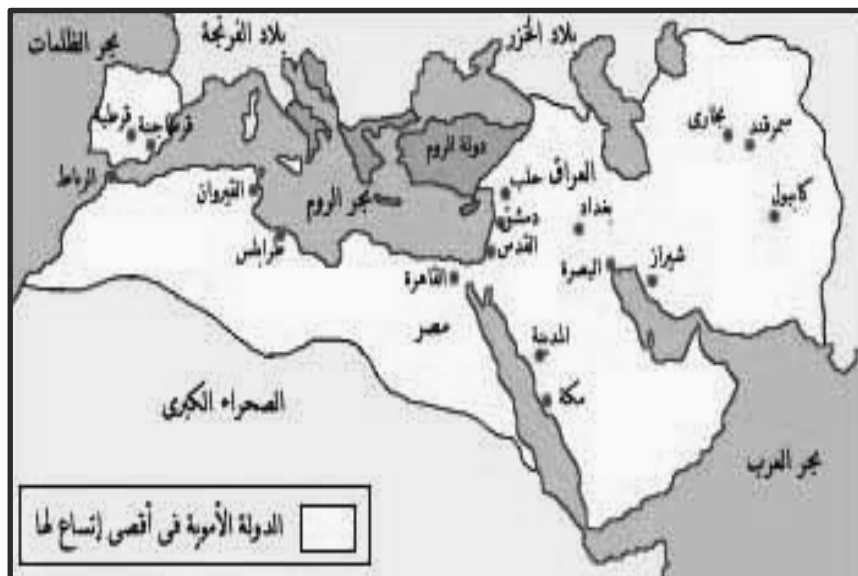 بحر الظلمات
بلاد الفرنجة
بلاد الخزر
قرطبة
قرطاجنة
بخارى
سمرقند
دولة الروم
الرباط
القيروان
بحر الروم
حلب
العراق
كابول
دمشق
بغداد
طرابلس
القدس
القاهرة
البصرة
شيراز
مصر
المدينة
مكة
الصحراء الكبرى
بحر العرب
الدولة الأموية فى أقصى إتساع لها